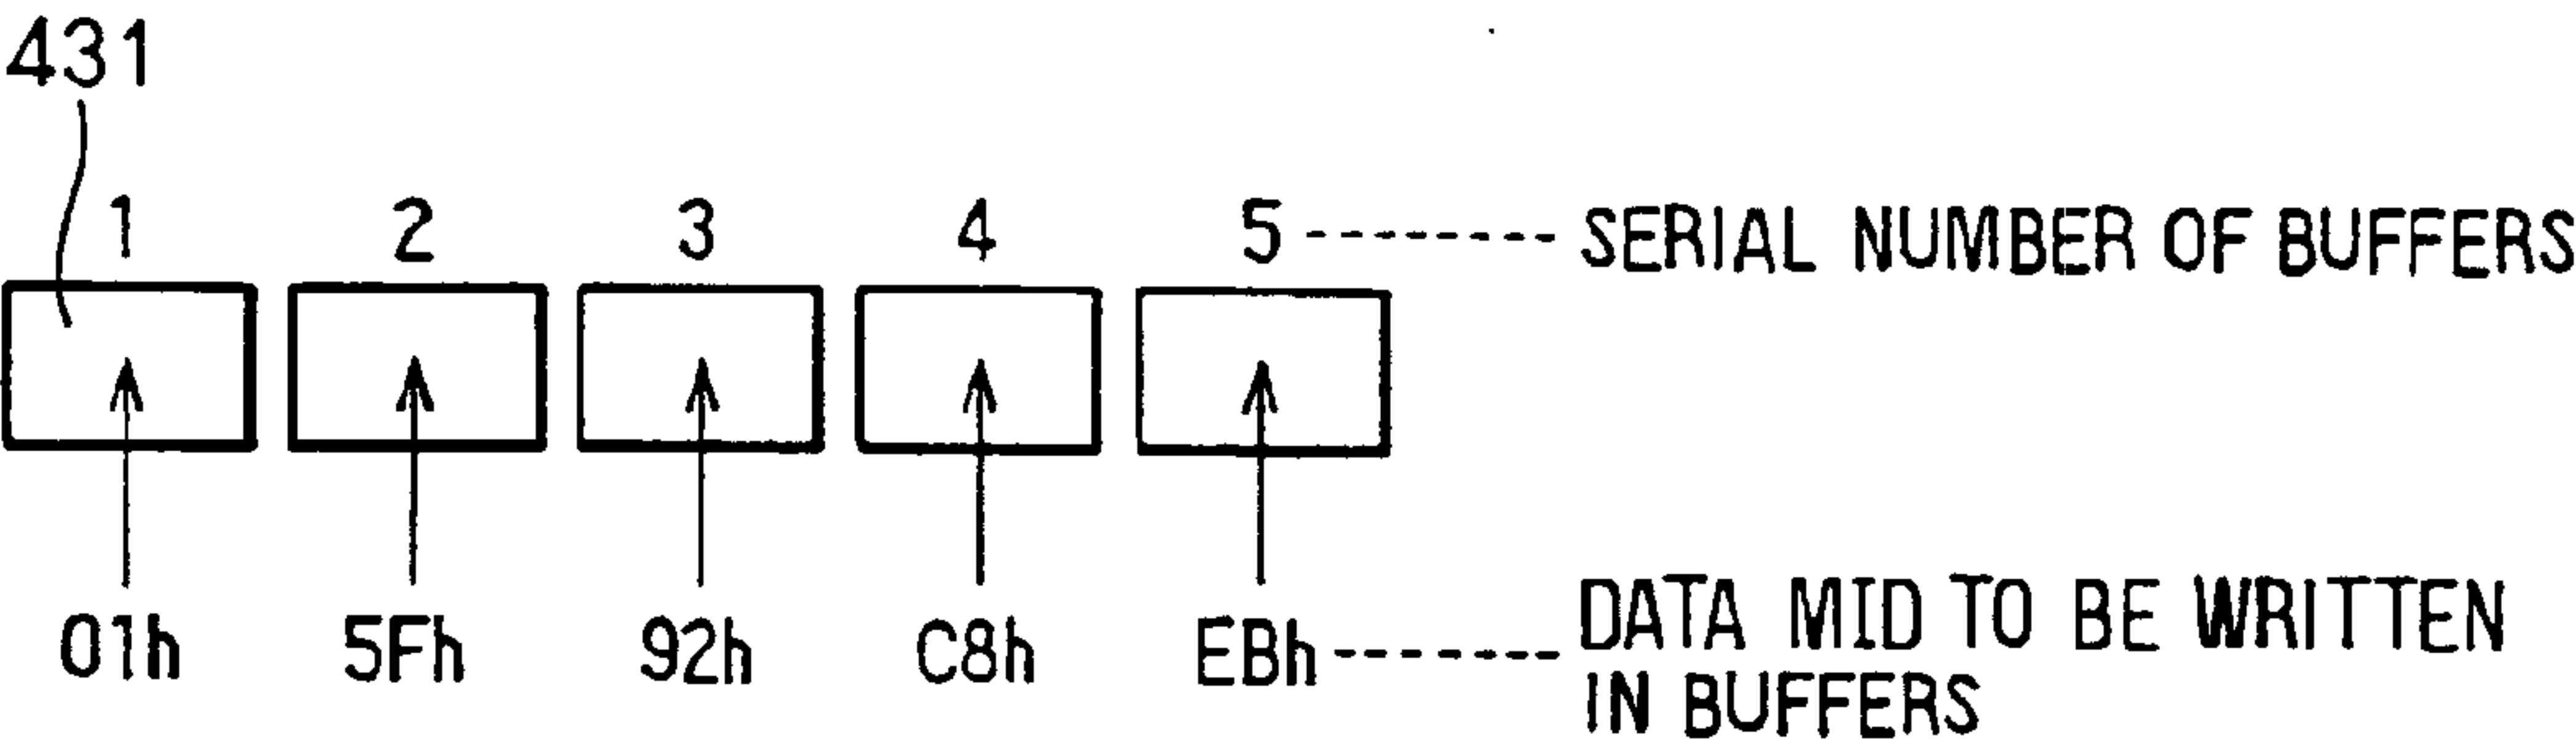 431
1 2 3 4 5 SERIAL NUMBER OF BUFFERS
01h 5Fh 92h C8h EBh DATA MID TO BE WRITTEN
IN BUFFERS